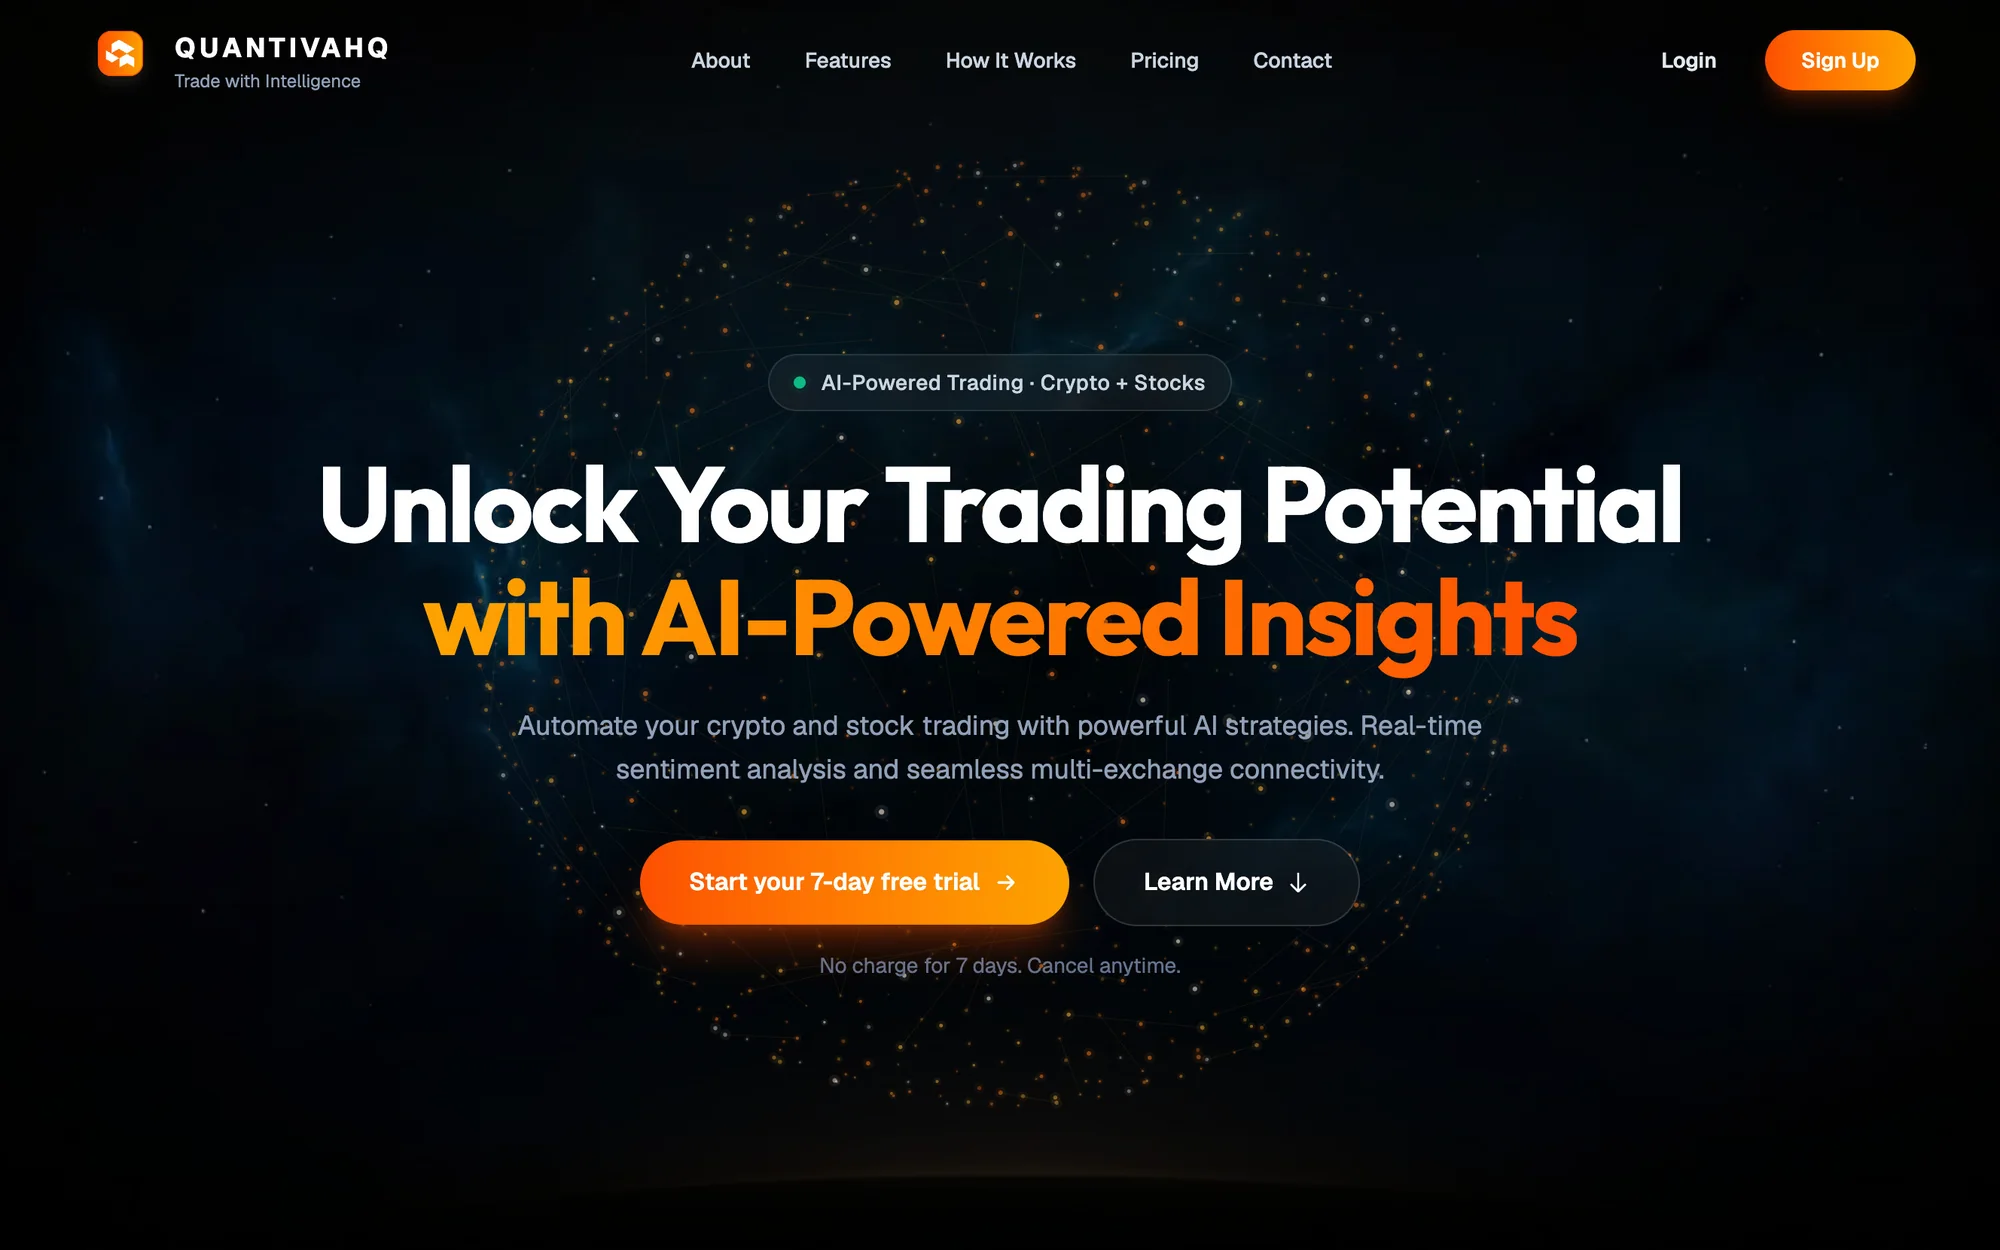 QUANTIVAHQ
Trade with Intelligence
About
Features
How It Works
Pricing
Contact
Login
Sign Up
AI-Powered Trading · Crypto + Stocks
Unlock Your Trading Potential
with AI-Powered Insights
Automate your crypto and stock trading with powerful AI strategies. Real-time
sentiment analysis and seamless multi-exchange connectivity.
Start your 7-day free trial →
Learn More ↓
No charge for 7 days. Cancel anytime.